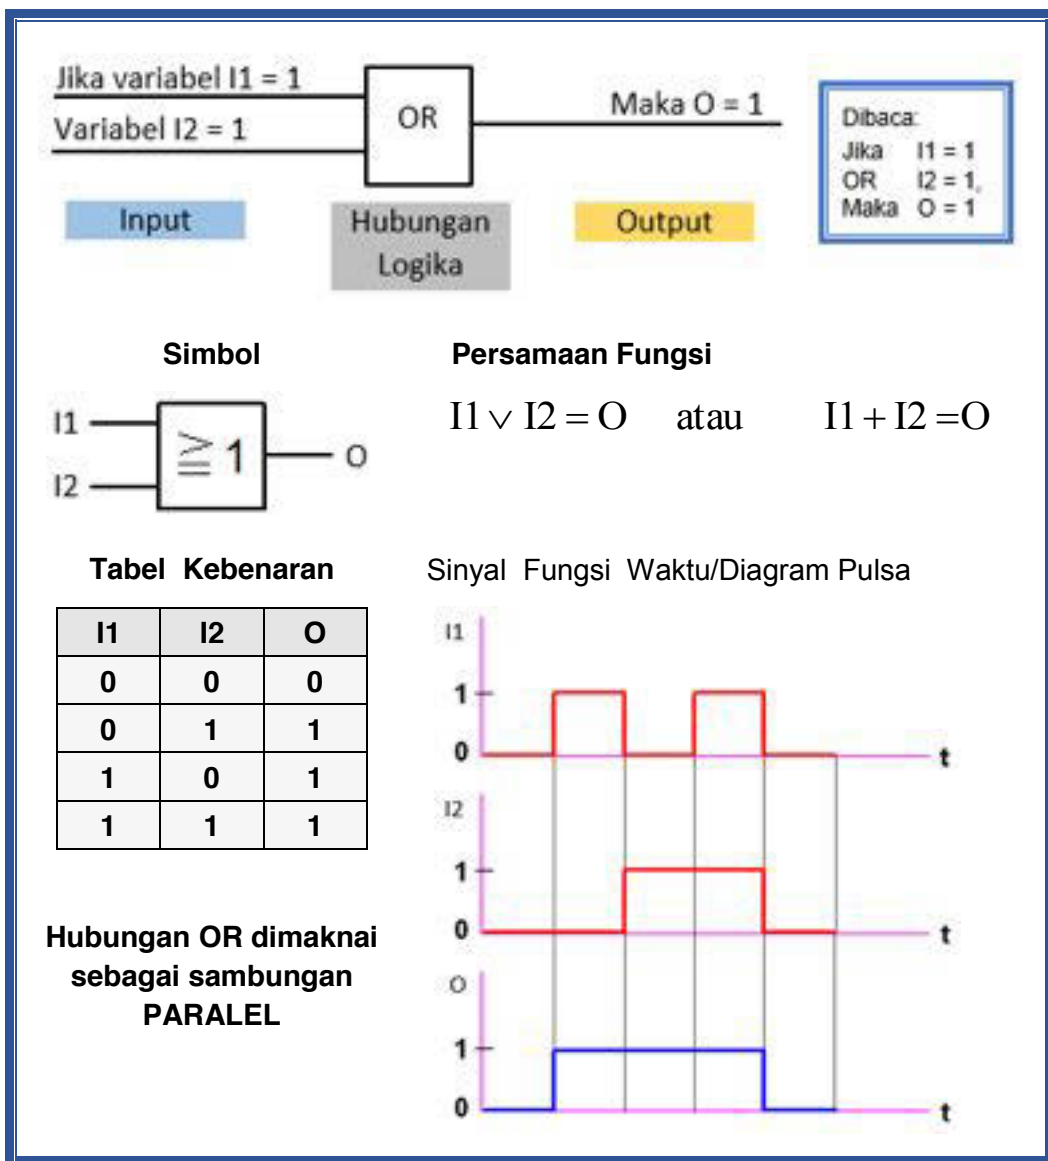 Jika variabel I1 = 1
Variabel I2 = 1
OR
Maka O = 1
Dibaca:
Jika I1 = 1
OR I2 = 1,
Maka O = 1
Input
Hubungan
Logika
Output
Simbol
Persamaan Fungsi
I1
I2
≧ 1
O
I1 ∨ I2 = O atau I1 + I2 =O
Tabel Kebenaran
I1 I2 O
0 0 0
0 1 1
1 0 1
1 1 1
Hubungan OR dimaknai
sebagai sambungan
PARALEL
Sinyal Fungsi Waktu/Diagram Pulsa
I1
1
0
t
I2
1
0
t
O
1
0
t